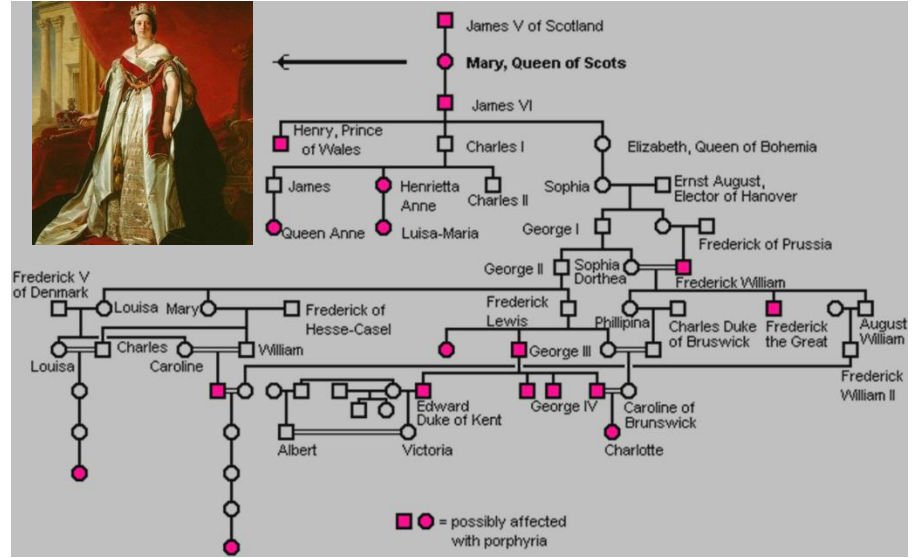 James V of Scotland
Mary, Queen of Scots
James VI
Henry, Prince
of Wales
Charles I
Elizabeth, Queen of Bohemia
James
Henrietta
Anne
Charles II
Sophia
Ernst August,
Elector of Hanover
Queen Anne
Luisa-Maria
George I
Frederick of Prussia
George II
Sophia
Dorthea
Frederick William
Frederick V
of Denmark
Louisa
Mary
Frederick of
Hesse-Casel
Frederick
Lewis
Phillipina
Charles Duke
of Bruswick
Frederick
the Great
August
William
Louisa
Charles
Caroline
William
George III
Frederick
William II
Edward
Duke of Kent
George IV
Caroline of
Brunswick
Albert
Victoria
Charlotte
= possibly affected
with porphyria